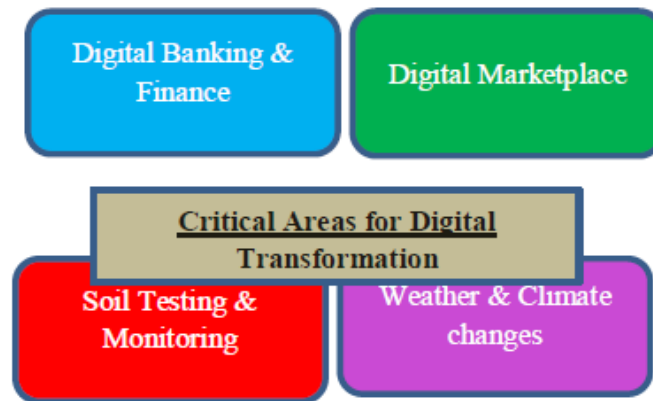 Digital Banking &
Finance
Digital Marketplace
Critical Areas for Digital
Transformation
Soil Testing &
Monitoring
Weather & Climate
changes